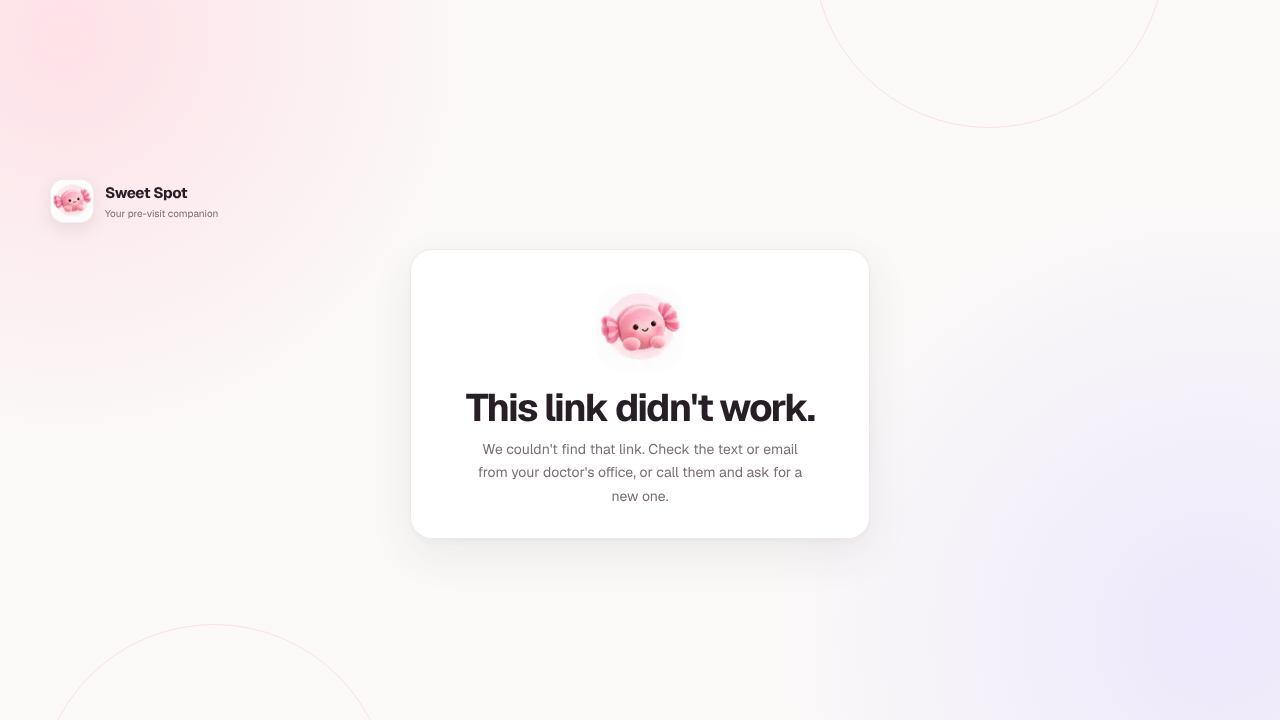 Sweet Spot
Your pre-visit companion
This link didn't work.
We couldn't find that link. Check the text or email
from your doctor's office, or call them and ask for a
new one.